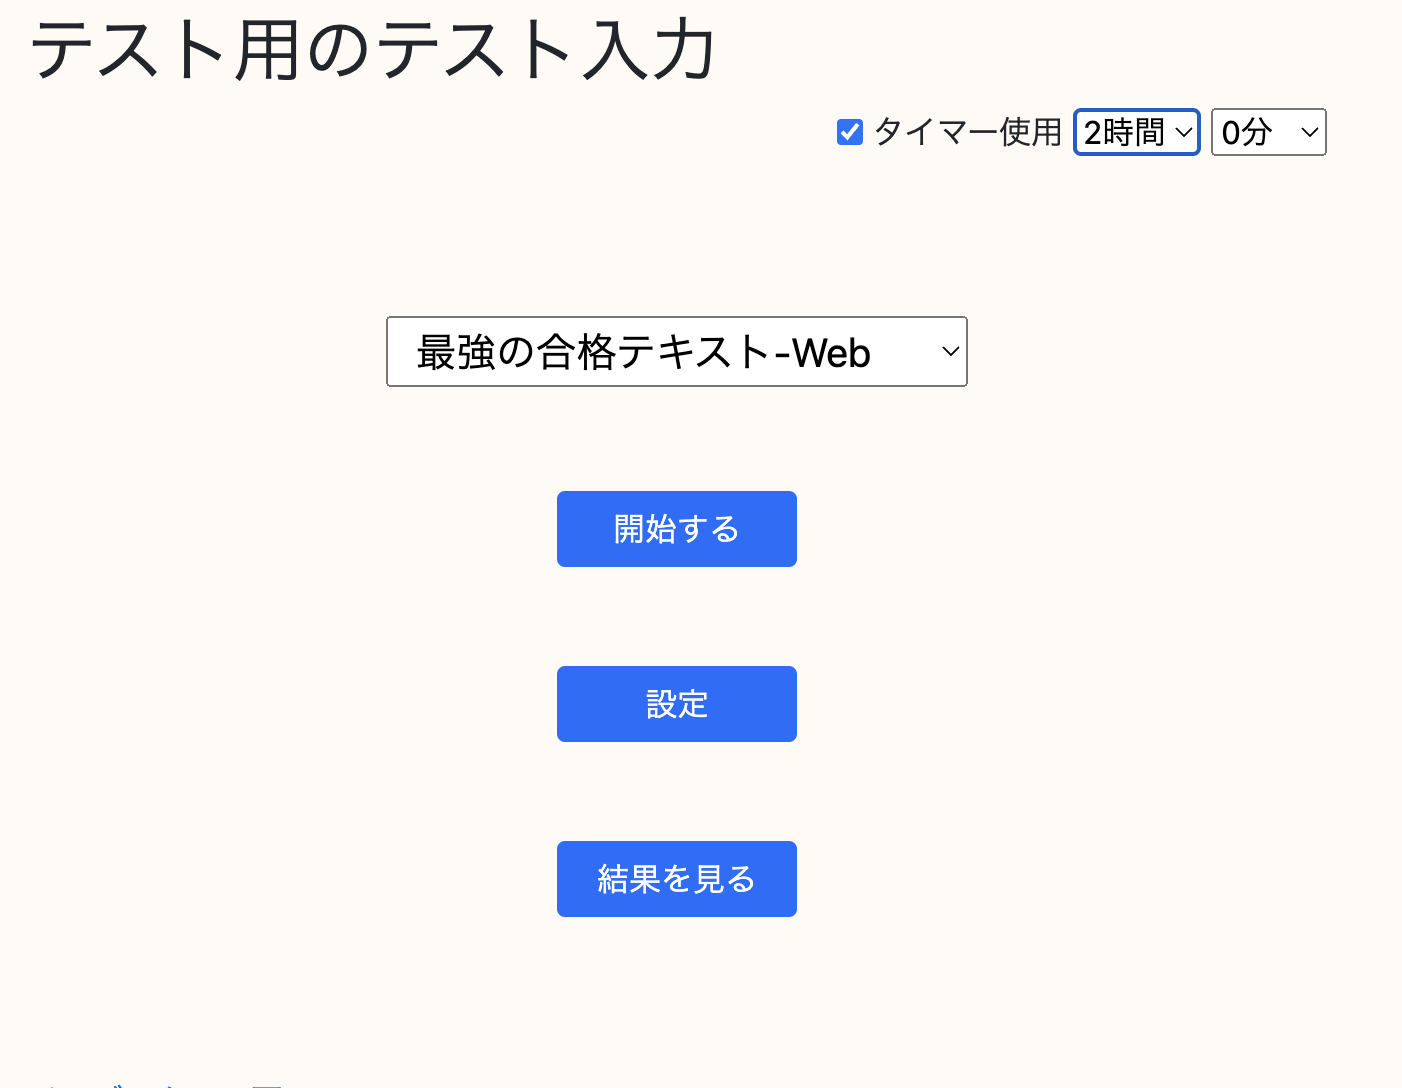 テスト用のテスト入力
タイマー使用 2時間 0分
最強の合格テキスト-Web
開始する
設定
結果を見る